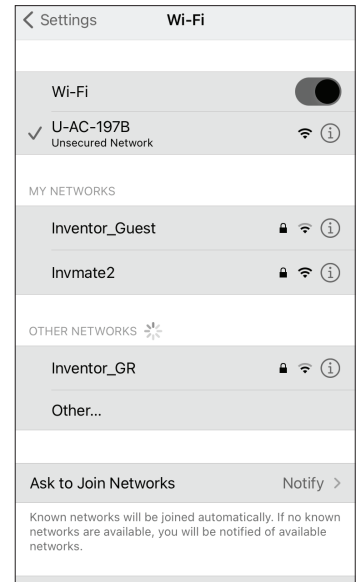 Settings Wi-Fi
Wi-Fi
U-AC-197B
Unsecured Network
MY NETWORKS
Inventor_Guest
Invmate2
OTHER NETWORKS
Inventor_GR
Other...
Ask to Join Networks Notify
Known networks will be joined automatically. If no known
networks are available, you will be notified of available
networks.